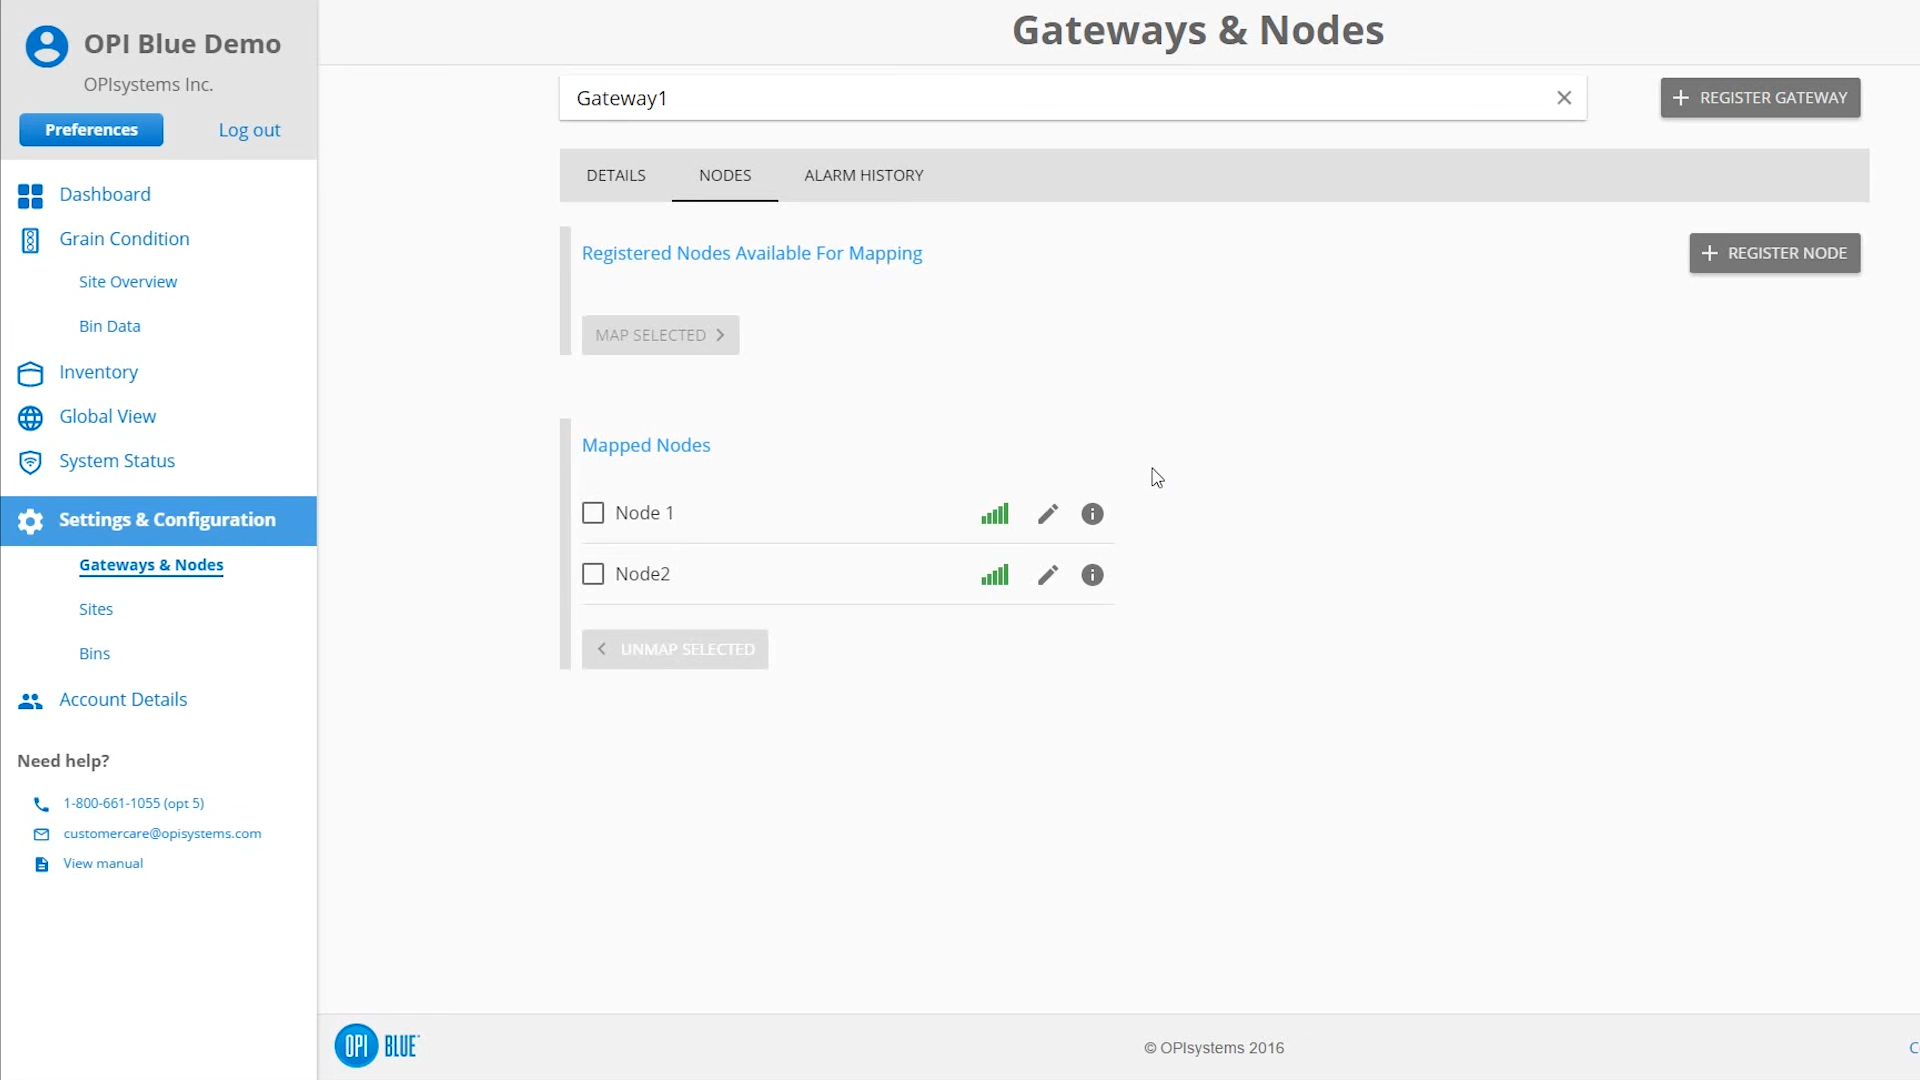 OPI Blue Demo
OPIsystems Inc.
Preferences
Log out
Dashboard
Grain Condition
Site Overview
Bin Data
Inventory
Global View
System Status
Settings & Configuration
Gateways & Nodes
Sites
Bins
Account Details
Need help?
1-800-661-1055 (opt 5)
customercare@opisystems.com
View manual
Gateways & Nodes
Gateway1
REGISTER GATEWAY
DETAILS
NODES
ALARM HISTORY
Registered Nodes Available For Mapping
REGISTER NODE
MAP SELECTED
Mapped Nodes
Node 1
Node2
UNMAP SELECTED
OPI BLUE
© OPIsystems 2016